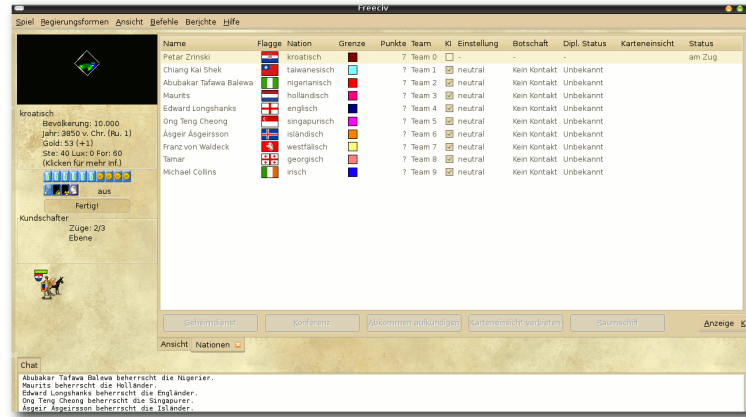 Freeciv
Spiel Regierungsformen Ansicht Befehle Berichte Hilfe
Name Flagge Nation Grenze Punkte Team KI Einstellung Botschaft Dipl. Status Karteneinsicht Status
Petar Zrinski kroatisch 7 Team 0 - - - - am Zug
Chiang Kai Shek taiwanesisch ? Team 1 neutral Kein Kontakt Unbekannt
Abubakar Tafawa Balewa nigerianisch ? Team 2 neutral Kein Kontakt Unbekannt
Maurits holländisch ? Team 3 neutral Kein Kontakt Unbekannt
Edward Longshanks englisch ? Team 4 neutral Kein Kontakt Unbekannt
Ong Teng Cheong singapurisch ? Team 5 neutral Kein Kontakt Unbekannt
Ásgeir Ásgeirsson isländisch ? Team 6 neutral Kein Kontakt Unbekannt
Franz von Waldeck westfälisch ? Team 7 neutral Kein Kontakt Unbekannt
Tamar georgisch ? Team 8 neutral Kein Kontakt Unbekannt
Michael Collins irisch ? Team 9 neutral Kein Kontakt Unbekannt
kroatisch
Bevölkerung: 10.000
Jahr: 3850 v. Chr. (Ru. 1)
Gold: 53 (+1)
Ste: 40 Lux: 0 For: 60
(Klicken für mehr Inf.)
aus
Fertig!
Kundschafter
Züge: 2/3
Ebene
Geheimdienst Konferenz Abkommen aufkündigen Karteneinsicht verbieten Raumschiff Anzeige K
Ansicht Nationen
Chat
Abubakar Tafawa Balewa beherrscht die Nigerier.
Maurits beherrscht die Holländer.
Edward Longshanks beherrscht die Engländer.
Ong Teng Cheong beherrscht die Singapurer.
Ásgeir Ásgeirsson beherrscht die Isländer.